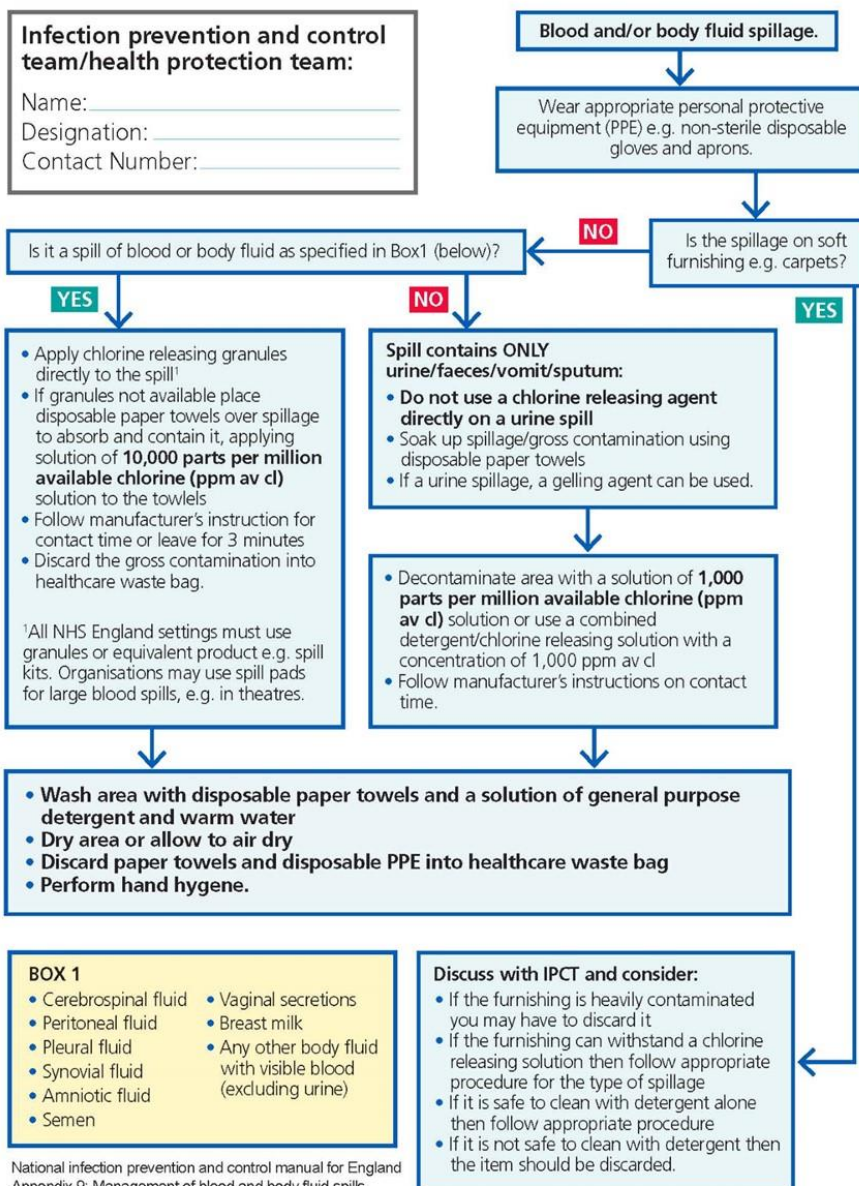 Infection prevention and control
team/health protection team:
Name:
Designation:
Contact Number:
Blood and/or body fluid spillage.
Wear appropriate personal protective
equipment (PPE) e.g. non-sterile disposable
gloves and aprons.
Is the spillage on soft
furnishing e.g. carpets?
NO
YES
Is it a spill of blood or body fluid as specified in Box1 (below)?
YES
NO
• Apply chlorine releasing granules
directly to the spill¹
• If granules not available place
disposable paper towels over spillage
to absorb and contain it, applying
solution of 10,000 parts per million
available chlorine (ppm av cl)
solution to the towlels
• Follow manufacturer's instruction for
contact time or leave for 3 minutes
• Discard the gross contamination into
healthcare waste bag.
¹All NHS England settings must use
granules or equivalent product e.g. spill
kits. Organisations may use spill pads
for large blood spills, e.g. in theatres.
Spill contains ONLY
urine/faeces/vomit/sputum:
• Do not use a chlorine releasing agent
directly on a urine spill
• Soak up spillage/gross contamination using
disposable paper towels
• If a urine spillage, a gelling agent can be used.
• Decontaminate area with a solution of 1,000
parts per million available chlorine (ppm
av cl) solution or use a combined
detergent/chlorine releasing solution with a
concentration of 1,000 ppm av cl
• Follow manufacturer's instructions on contact
time.
• Wash area with disposable paper towels and a solution of general purpose
detergent and warm water
• Dry area or allow to air dry
• Discard paper towels and disposable PPE into healthcare waste bag
• Perform hand hygene.
BOX 1
• Cerebrospinal fluid
• Peritoneal fluid
• Pleural fluid
• Synovial fluid
• Amniotic fluid
• Semen
• Vaginal secretions
• Breast milk
• Any other body fluid
with visible blood
(excluding urine)
Discuss with IPCT and consider:
• If the furnishing is heavily contaminated
you may have to discard it
• If the furnishing can withstand a chlorine
releasing solution then follow appropriate
procedure for the type of spillage
• If it is safe to clean with detergent alone
then follow appropriate procedure
• If it is not safe to clean with detergent then
the item should be discarded.
National infection prevention and control manual for England
Appendix 9: Management of blood and body fluid spills